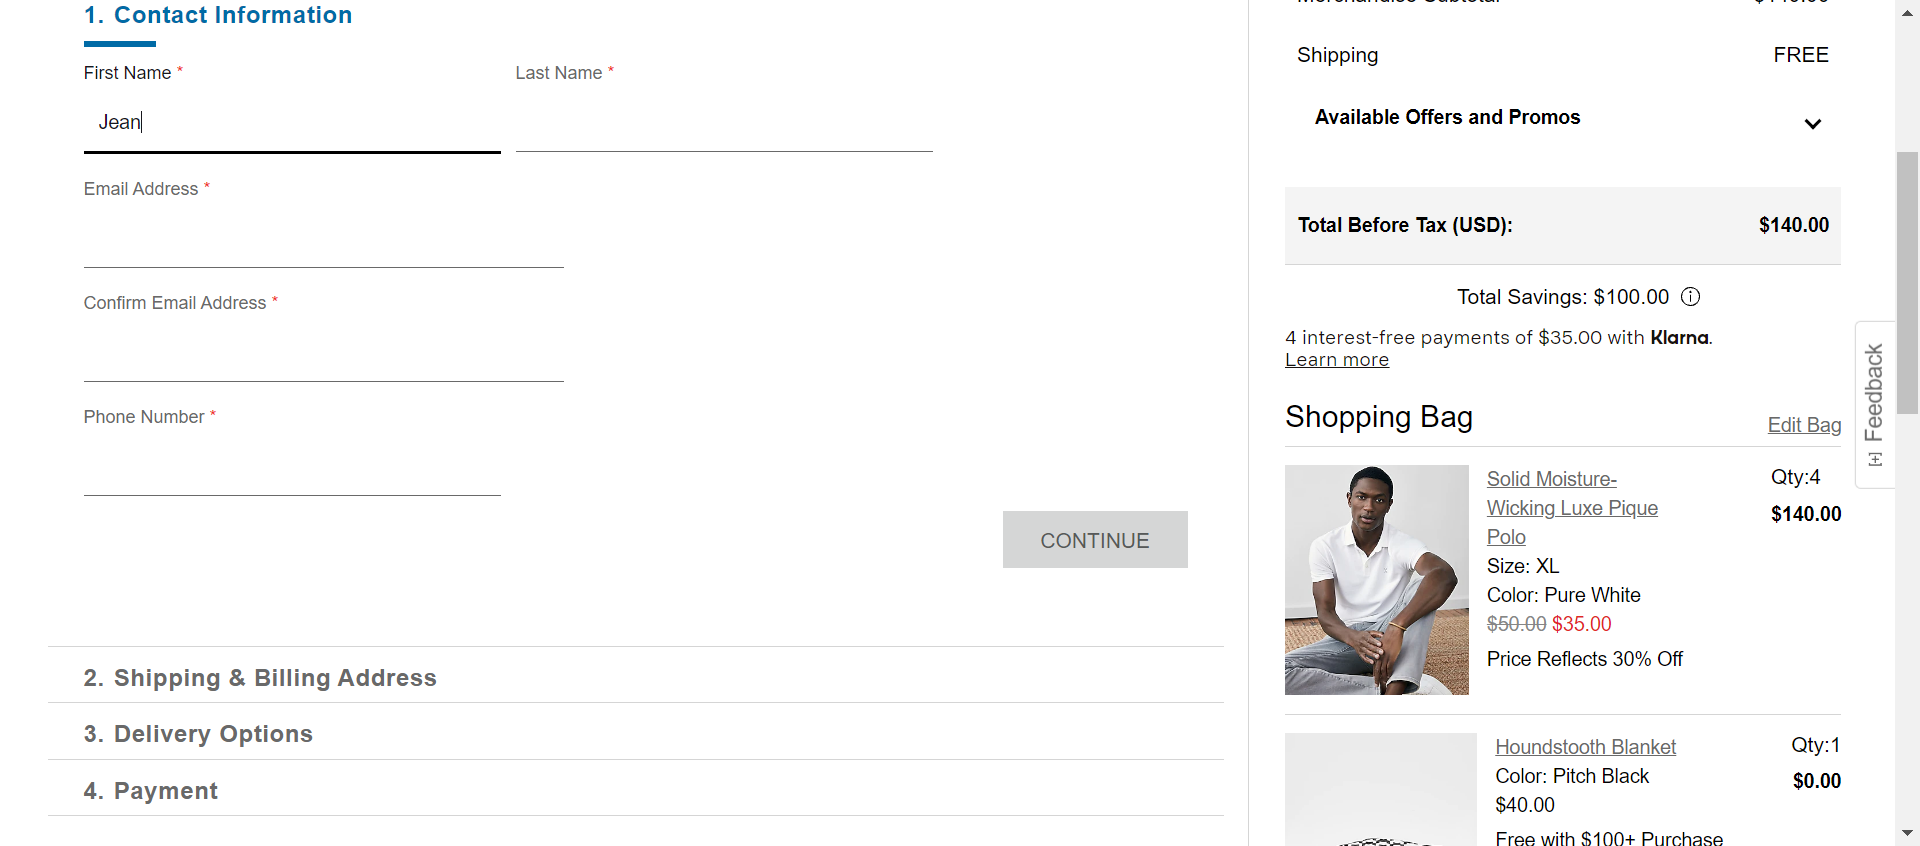 1. Contact Information
First Name *
Last Name *
Jean
Email Address *
Confirm Email Address *
Phone Number *
CONTINUE
2. Shipping & Billing Address
3. Delivery Options
4. Payment
Merchandise Subtotal $140.00
Shipping FREE
Available Offers and Promos
Total Before Tax (USD): $140.00
Total Savings: $100.00
4 interest-free payments of $35.00 with Klarna.
Learn more
Shopping Bag Edit Bag
Solid Moisture-
Wicking Luxe Pique
Polo
Size: XL
Color: Pure White
$50.00 $35.00
Price Reflects 30% Off
Qty:4
$140.00
Houndstooth Blanket
Color: Pitch Black
$40.00
Free with $100+ Purchase
Qty:1
$0.00
[+] Feedback